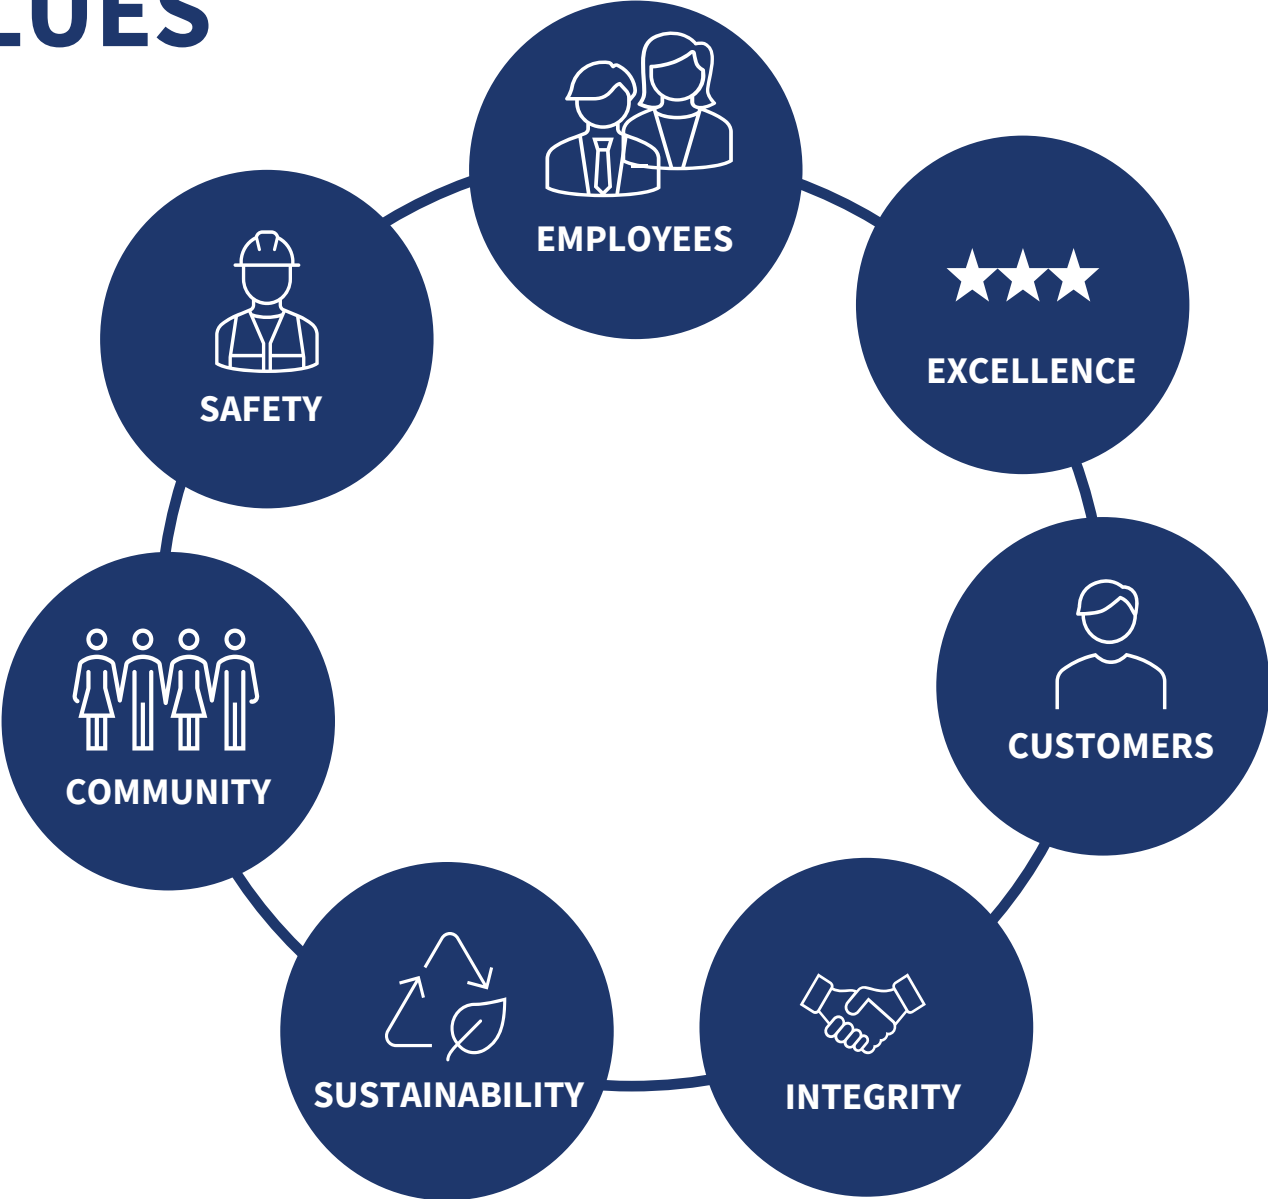 LUES
EMPLOYEES
EXCELLENCE
SAFETY
CUSTOMERS
COMMUNITY
SUSTAINABILITY
INTEGRITY